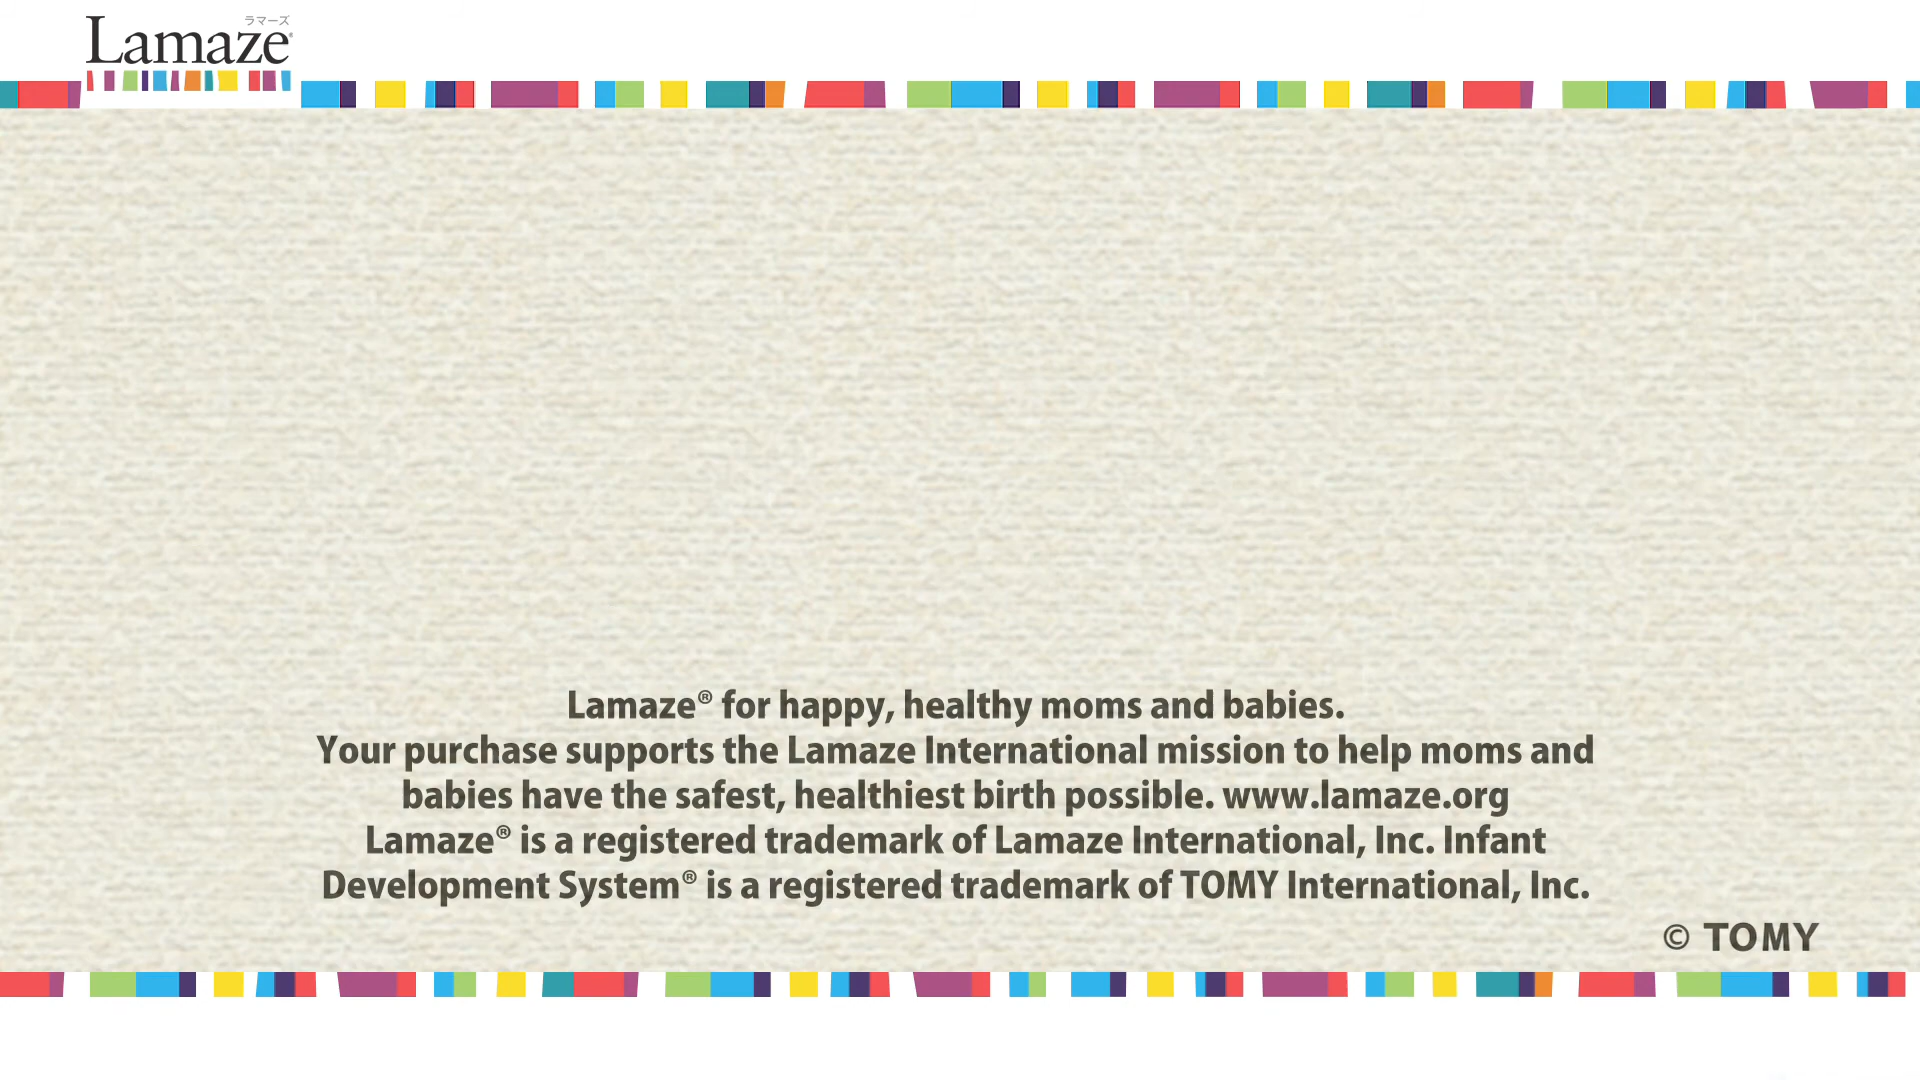 ラマーズ
Lamaze®
Lamaze® for happy, healthy moms and babies.
Your purchase supports the Lamaze International mission to help moms and
babies have the safest, healthiest birth possible. www.lamaze.org
Lamaze® is a registered trademark of Lamaze International, Inc. Infant
Development System® is a registered trademark of TOMY International, Inc.
© TOMY